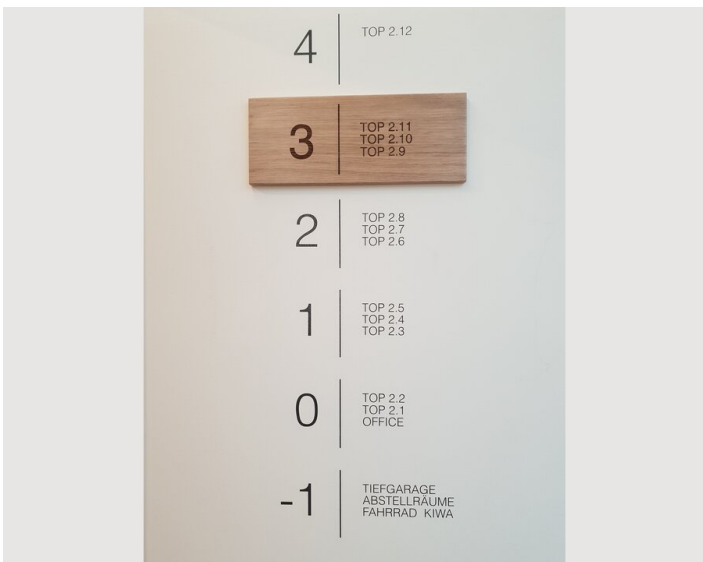 4
TOP 2.12
3
TOP 2.11
TOP 2.10
TOP 2.9
2
TOP 2.8
TOP 2.7
TOP 2.6
1
TOP 2.5
TOP 2.4
TOP 2.3
0
TOP 2.2
TOP 2.1
OFFICE
-1
TIEFGARAGE
ABSTELLRÄUME
FAHRRAD KIWA